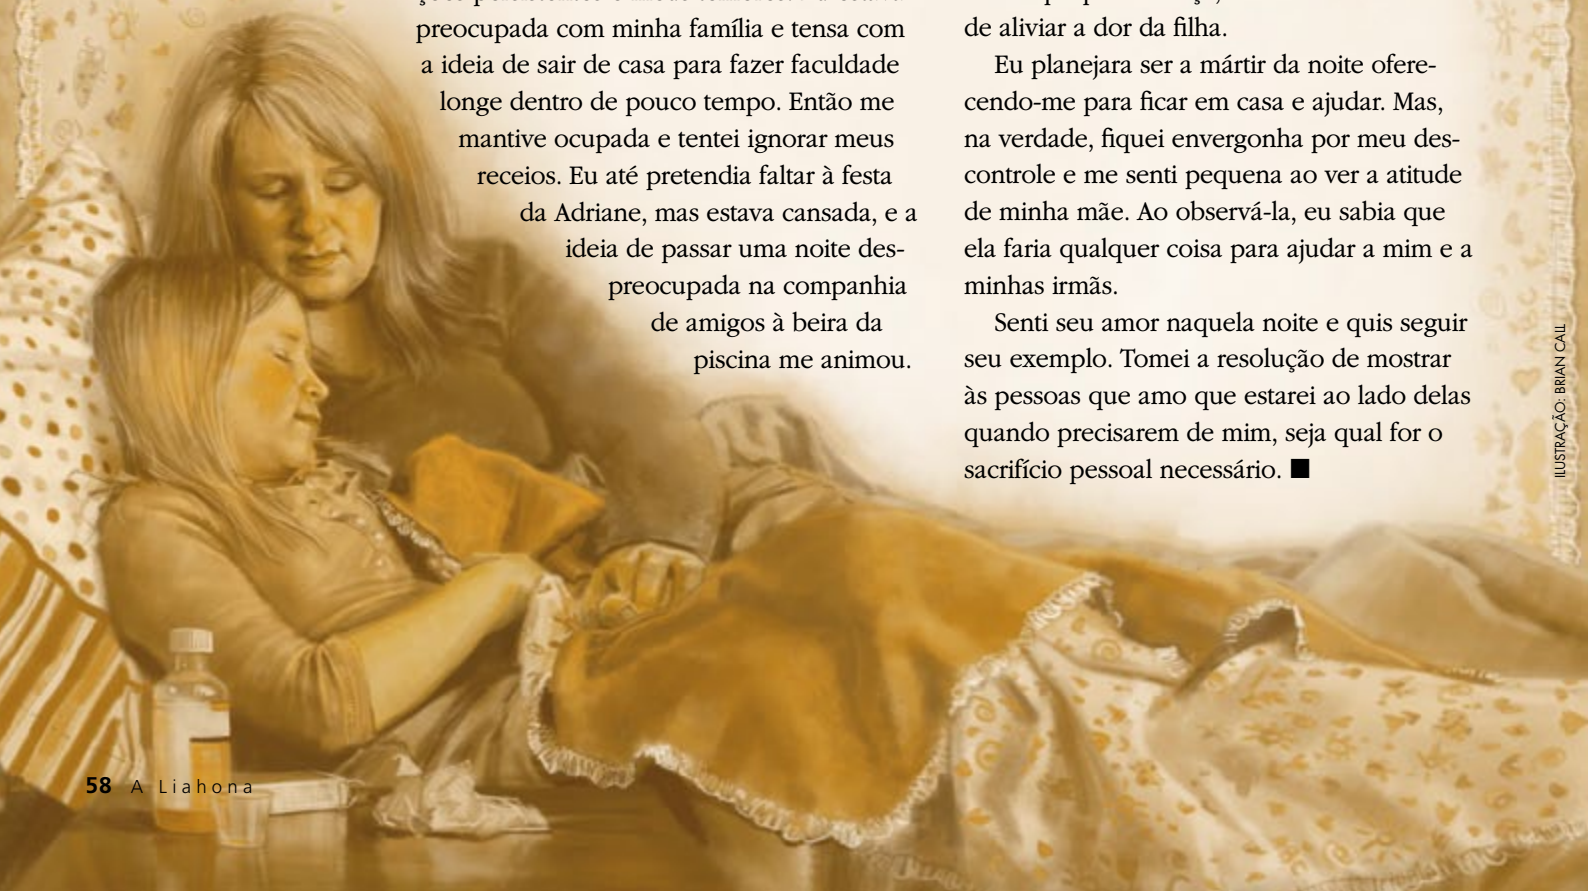 preocupada com minha família e tensa com
a ideia de sair de casa para fazer faculdade
longe dentro de pouco tempo. Então me
mantive ocupada e tentei ignorar meus
receios. Eu até pretendia faltar à festa
da Adriane, mas estava cansada, e a
ideia de passar uma noite des-
preocupada na companhia
de amigos à beira da
piscina me animou.
de aliviar a dor da filha.
Eu planejara ser a mártir da noite ofere-
cendo-me para ficar em casa e ajudar. Mas,
na verdade, fiquei envergonha por meu des-
controle e me senti pequena ao ver a atitude
de minha mãe. Ao observá-la, eu sabia que
ela faria qualquer coisa para ajudar a mim e a
minhas irmãs.
Senti seu amor naquela noite e quis seguir
seu exemplo. Tomei a resolução de mostrar
às pessoas que amo que estarei ao lado delas
quando precisarem de mim, seja qual for o
sacrifício pessoal necessário. ■
ILUSTRAÇÃO: BRIAN CALL
58 A Liahona